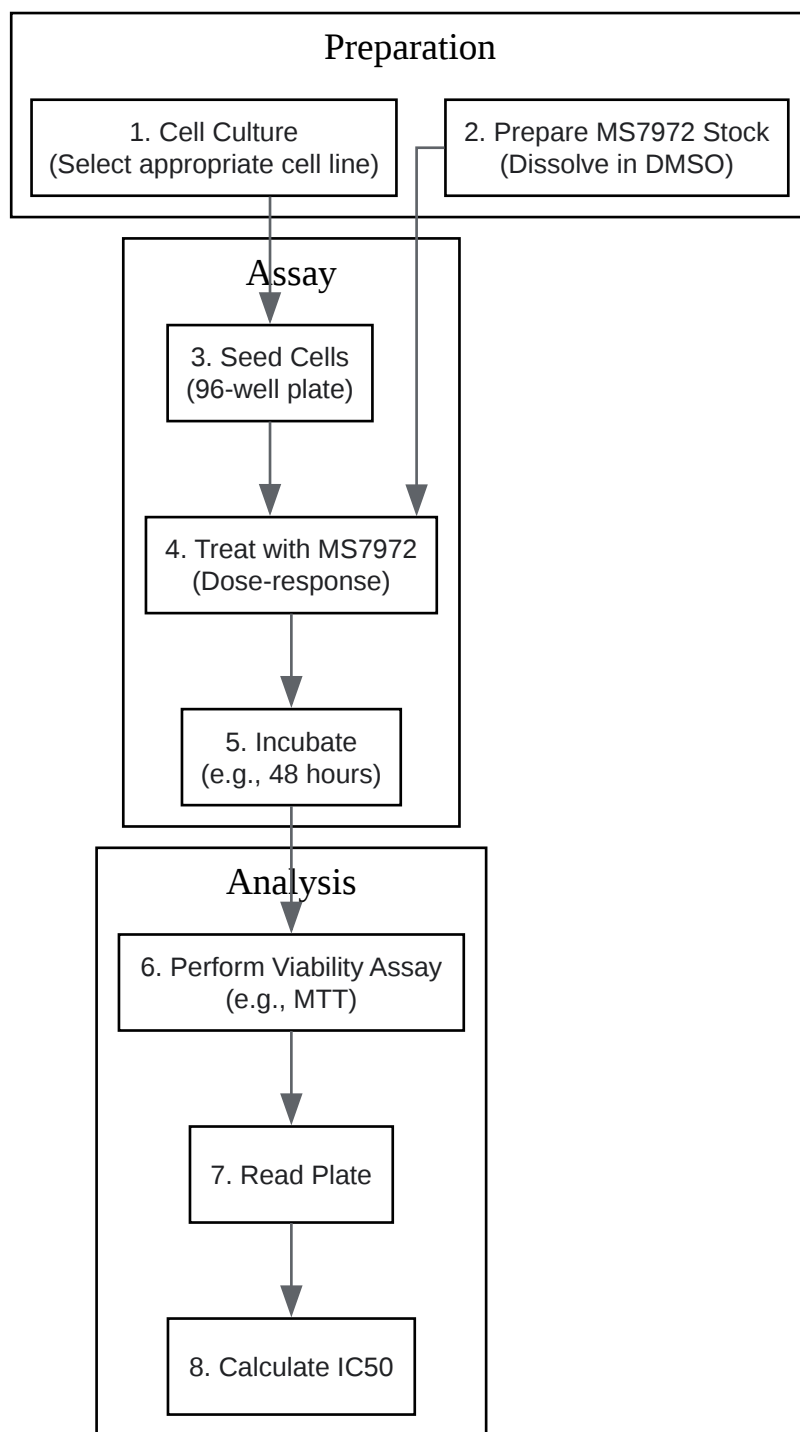 Preparation
1. Cell Culture
(Select appropriate cell line)
2. Prepare MS7972 Stock
(Dissolve in DMSO)
Assay
3. Seed Cells
(96-well plate)
4. Treat with MS7972
(Dose-response)
5. Incubate
(e.g., 48 hours)
Analysis
6. Perform Viability Assay
(e.g., MTT)
7. Read Plate
8. Calculate IC50